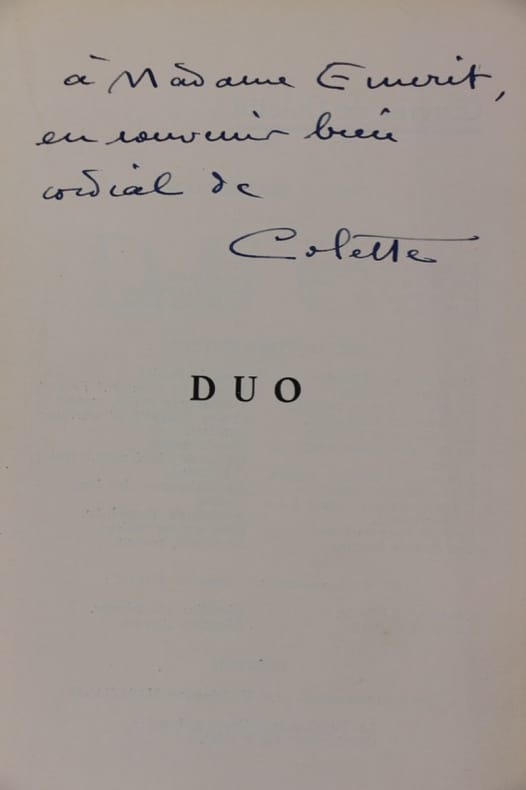 à Madame Emerit,
en souvenir bien
cordial de
Colette
DUO